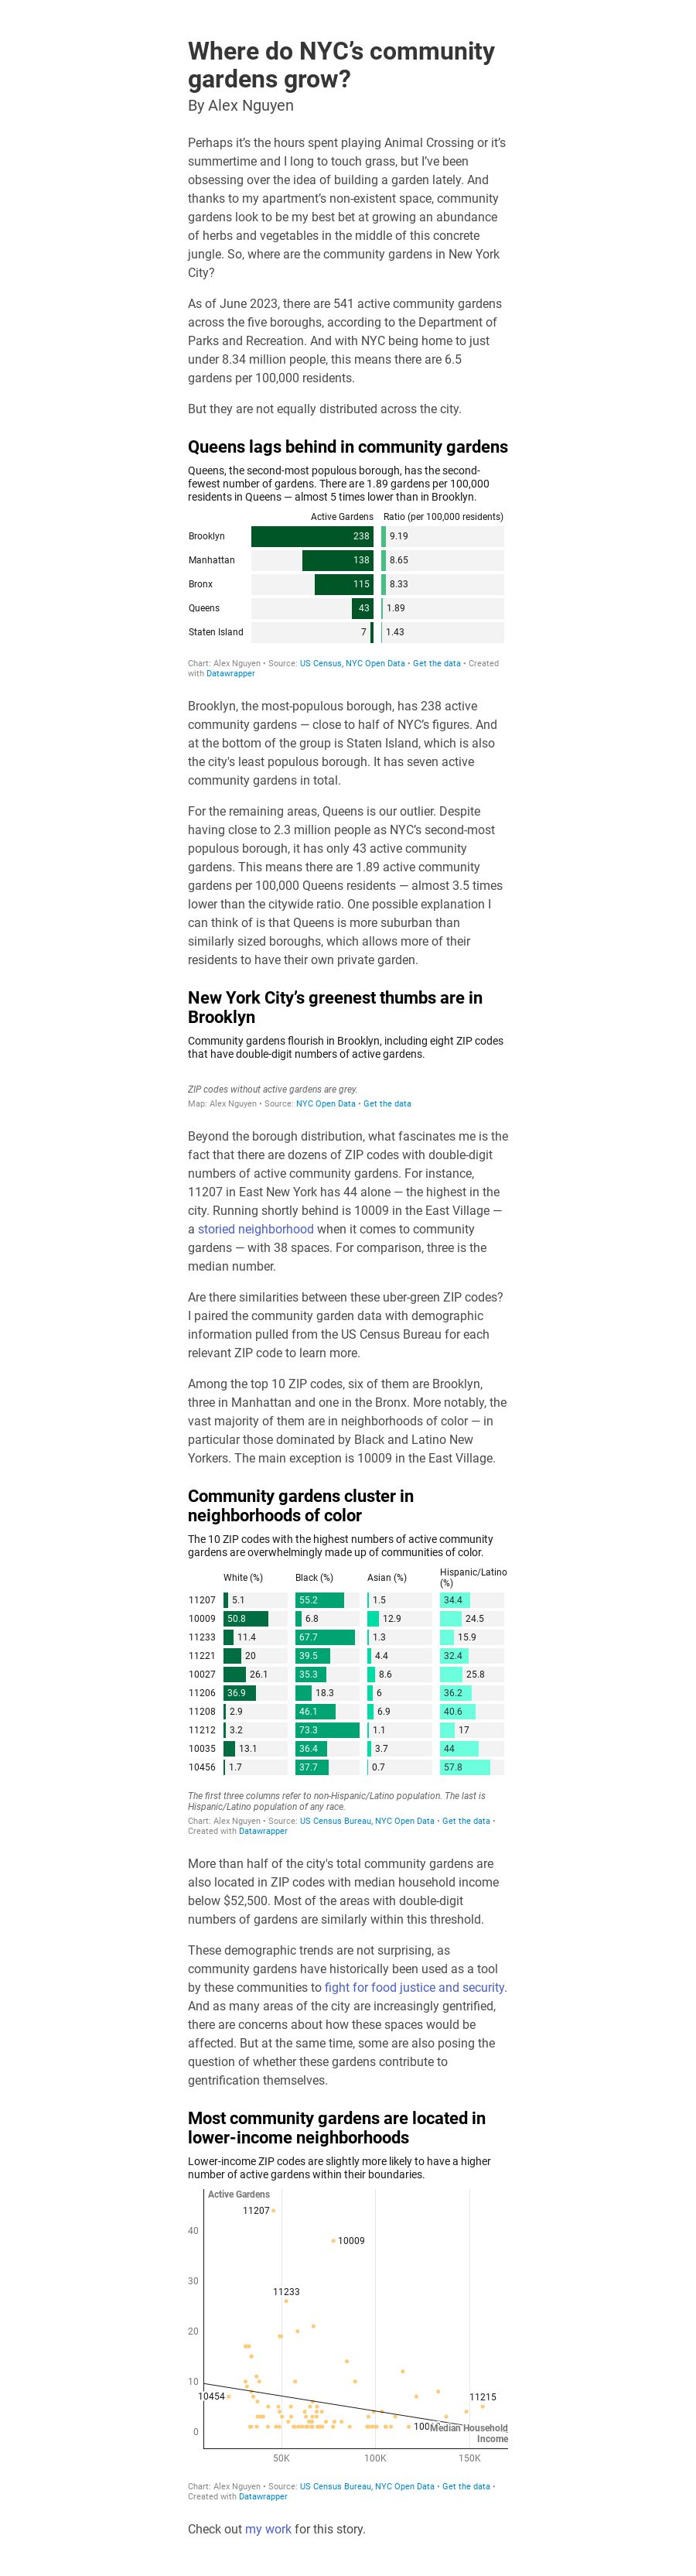 Where do NYC’s community
gardens grow?
By Alex Nguyen
Perhaps it’s the hours spent playing Animal Crossing or it’s
summertime and I long to touch grass, but I’ve been
obsessing over the idea of building a garden lately. And
thanks to my apartment’s non-existent space, community
gardens look to be my best bet at growing an abundance
of herbs and vegetables in the middle of this concrete
jungle. So, where are the community gardens in New York
City?
As of June 2023, there are 541 active community gardens
across the five boroughs, according to the Department of
Parks and Recreation. And with NYC being home to just
under 8.34 million people, this means there are 6.5
gardens per 100,000 residents.
But they are not equally distributed across the city.
Queens lags behind in community gardens
Queens, the second-most populous borough, has the second-
fewest number of gardens. There are 1.89 gardens per 100,000
residents in Queens — almost 5 times lower than in Brooklyn.
Active Gardens Ratio (per 100,000 residents)
Brooklyn 238 9.19
Manhattan 138 8.65
Bronx 115 8.33
Queens 43 1.89
Staten Island 7 1.43
Chart: Alex Nguyen • Source: US Census, NYC Open Data • Get the data • Created
with Datawrapper
Brooklyn, the most-populous borough, has 238 active
community gardens — close to half of NYC’s figures. And
at the bottom of the group is Staten Island, which is also
the city's least populous borough. It has seven active
community gardens in total.
For the remaining areas, Queens is our outlier. Despite
having close to 2.3 million people as NYC’s second-most
populous borough, it has only 43 active community
gardens. This means there are 1.89 active community
gardens per 100,000 Queens residents — almost 3.5 times
lower than the citywide ratio. One possible explanation I
can think of is that Queens is more suburban than
similarly sized boroughs, which allows more of their
residents to have their own private garden.
New York City’s greenest thumbs are in
Brooklyn
Community gardens flourish in Brooklyn, including eight ZIP codes
that have double-digit numbers of active gardens.
ZIP codes without active gardens are grey.
Map: Alex Nguyen • Source: NYC Open Data • Get the data
Beyond the borough distribution, what fascinates me is the
fact that there are dozens of ZIP codes with double-digit
numbers of active community gardens. For instance,
11207 in East New York has 44 alone — the highest in the
city. Running shortly behind is 10009 in the East Village —
a storied neighborhood when it comes to community
gardens — with 38 spaces. For comparison, three is the
median number.
Are there similarities between these uber-green ZIP codes?
I paired the community garden data with demographic
information pulled from the US Census Bureau for each
relevant ZIP code to learn more.
Among the top 10 ZIP codes, six of them are Brooklyn,
three in Manhattan and one in the Bronx. More notably, the
vast majority of them are in neighborhoods of color — in
particular those dominated by Black and Latino New
Yorkers. The main exception is 10009 in the East Village.
Community gardens cluster in
neighborhoods of color
The 10 ZIP codes with the highest numbers of active community
gardens are overwhelmingly made up of communities of color.
White (%) Black (%) Asian (%) Hispanic/Latino
(%)
11207 5.1 55.2 1.5 34.4
10009 50.8 6.8 12.9 24.5
11233 11.4 67.7 1.3 15.9
11221 20 39.5 4.4 32.4
10027 26.1 35.3 8.6 25.8
11206 36.9 18.3 6 36.2
11208 2.9 46.1 6.9 40.6
11212 3.2 73.3 1.1 17
10035 13.1 36.4 3.7 44
10456 1.7 37.7 0.7 57.8
The first three columns refer to non-Hispanic/Latino population. The last is
Hispanic/Latino population of any race.
Chart: Alex Nguyen • Source: US Census Bureau, NYC Open Data • Get the data •
Created with Datawrapper
More than half of the city's total community gardens are
also located in ZIP codes with median household income
below $52,500. Most of the areas with double-digit
numbers of gardens are similarly within this threshold.
These demographic trends are not surprising, as
community gardens have historically been used as a tool
by these communities to fight for food justice and security.
And as many areas of the city are increasingly gentrified,
there are concerns about how these spaces would be
affected. But at the same time, some are also posing the
question of whether these gardens contribute to
gentrification themselves.
Most community gardens are located in
lower-income neighborhoods
Lower-income ZIP codes are slightly more likely to have a higher
number of active gardens within their boundaries.
Active Gardens
11207
40
10009
30
11233
20
10
10454
11215
Median Household
Income
0
50K 100K 150K
Chart: Alex Nguyen • Source: US Census Bureau, NYC Open Data • Get the data •
Created with Datawrapper
Check out my work for this story.